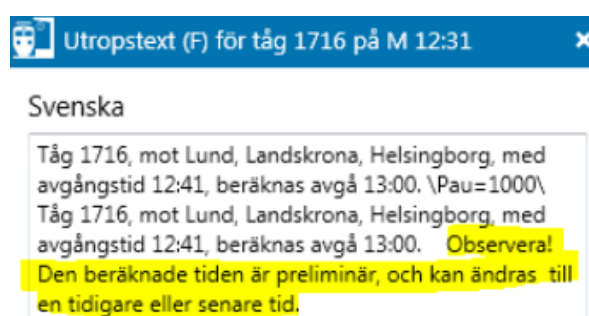 Utropstext (F) för tåg 1716 på M 12:31
Svenska
Tåg 1716, mot Lund, Landskrona, Helsingborg, med
avgångstid 12:41, beräknas avgå 13:00. \Pau=1000\
Tåg 1716, mot Lund, Landskrona, Helsingborg, med
avgångstid 12:41, beräknas avgå 13:00. Observera!
Den beräknade tiden är preliminär, och kan ändras till
en tidigare eller senare tid.